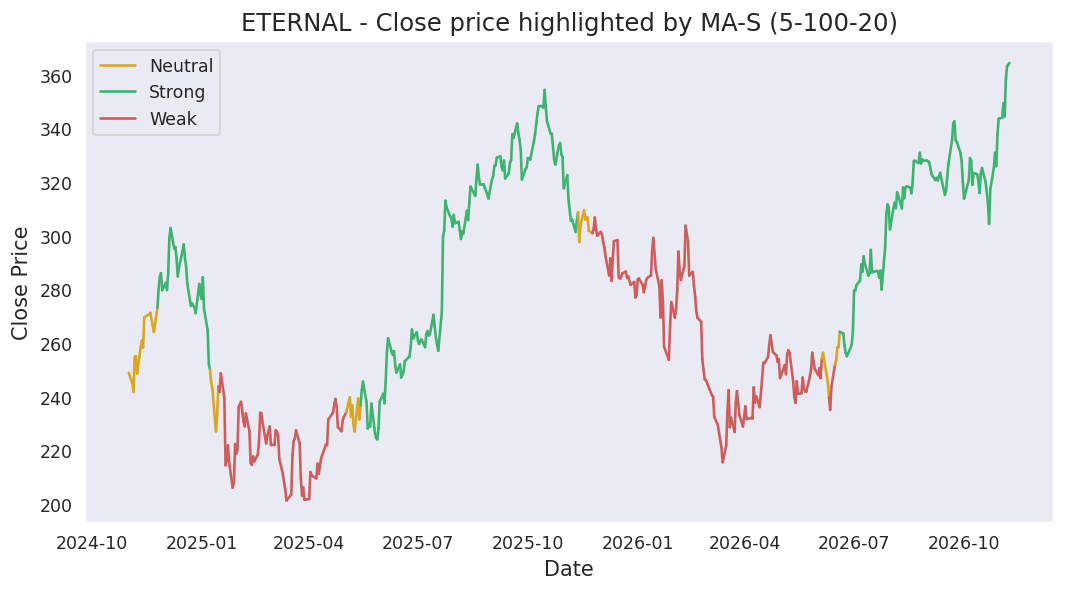 ETERNAL - Close price highlighted by MA-S (5-100-20)
Neutral
Strong
Weak
Close Price
360
340
320
300
280
260
240
220
200
2024-10 2025-01 2025-04 2025-07 2025-10 2026-01 2026-04 2026-07 2026-10
Date